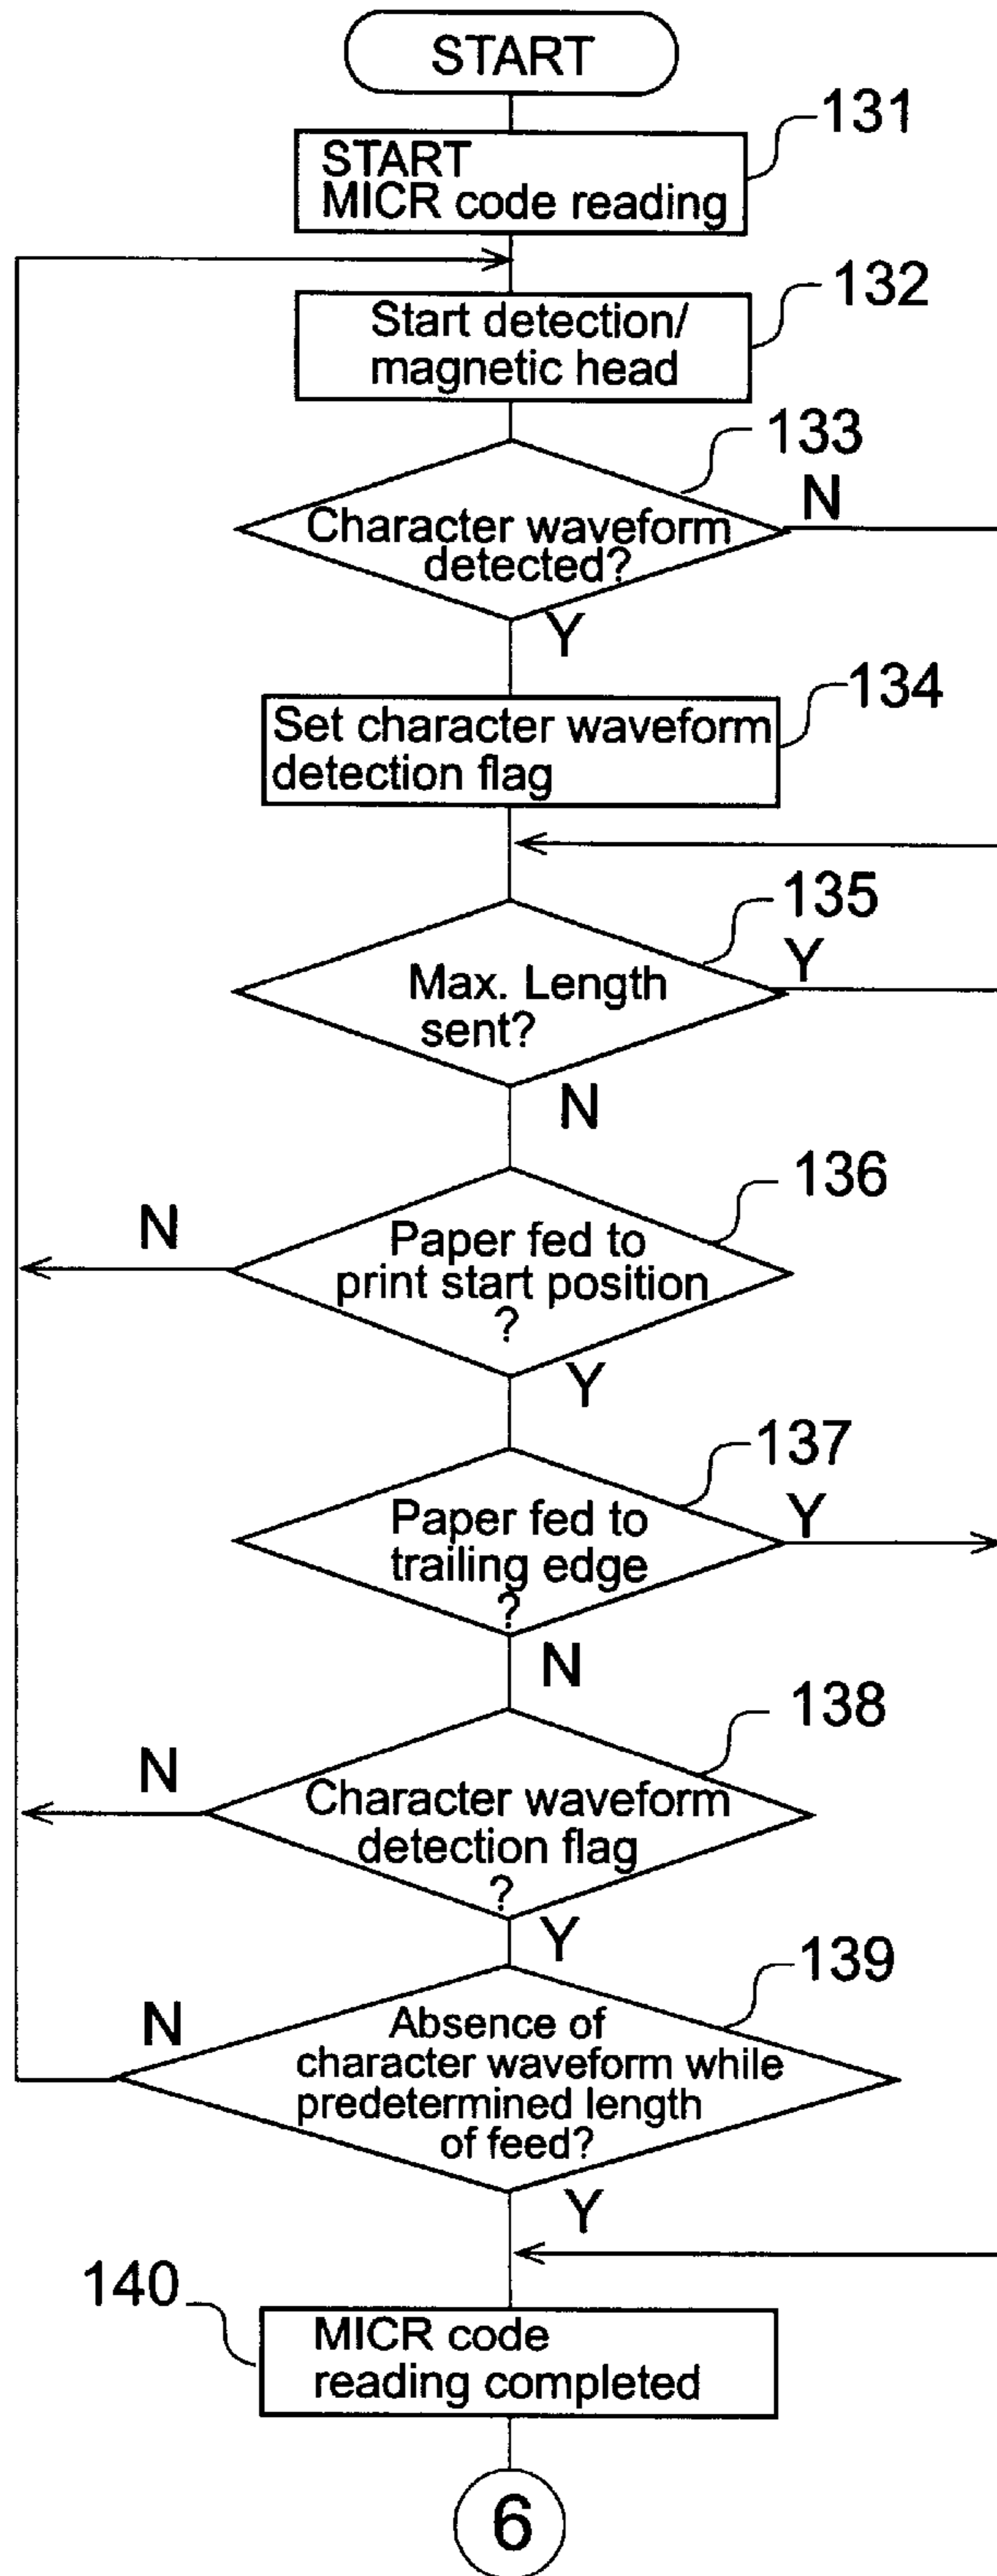 START
131
START
MICR code reading
132
Start detection/
magnetic head
133
N
Character waveform
detected?
Y
134
Set character waveform
detection flag
135
Y
Max. Length
sent?
N
136
N
Paper fed to
print start position
?
Y
137
Y
Paper fed to
trailing edge
?
N
138
N
Character waveform
detection flag
?
Y
139
N
Absence of
character waveform while
predetermined length
of feed?
Y
140
MICR code
reading completed
6